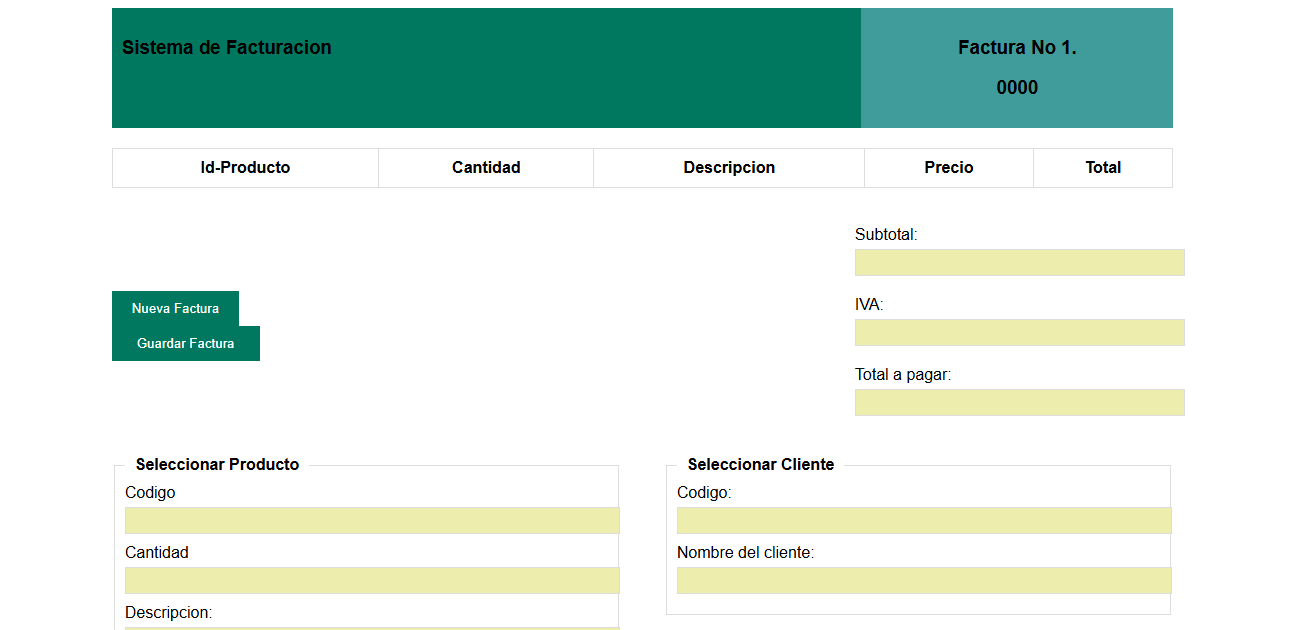 Sistema de Facturacion
Factura No 1.
0000
Id-Producto Cantidad Descripcion Precio Total
Subtotal:
IVA:
Total a pagar:
Nueva Factura
Guardar Factura
Seleccionar Producto
Codigo
Cantidad
Descripcion:
Seleccionar Cliente
Codigo:
Nombre del cliente: